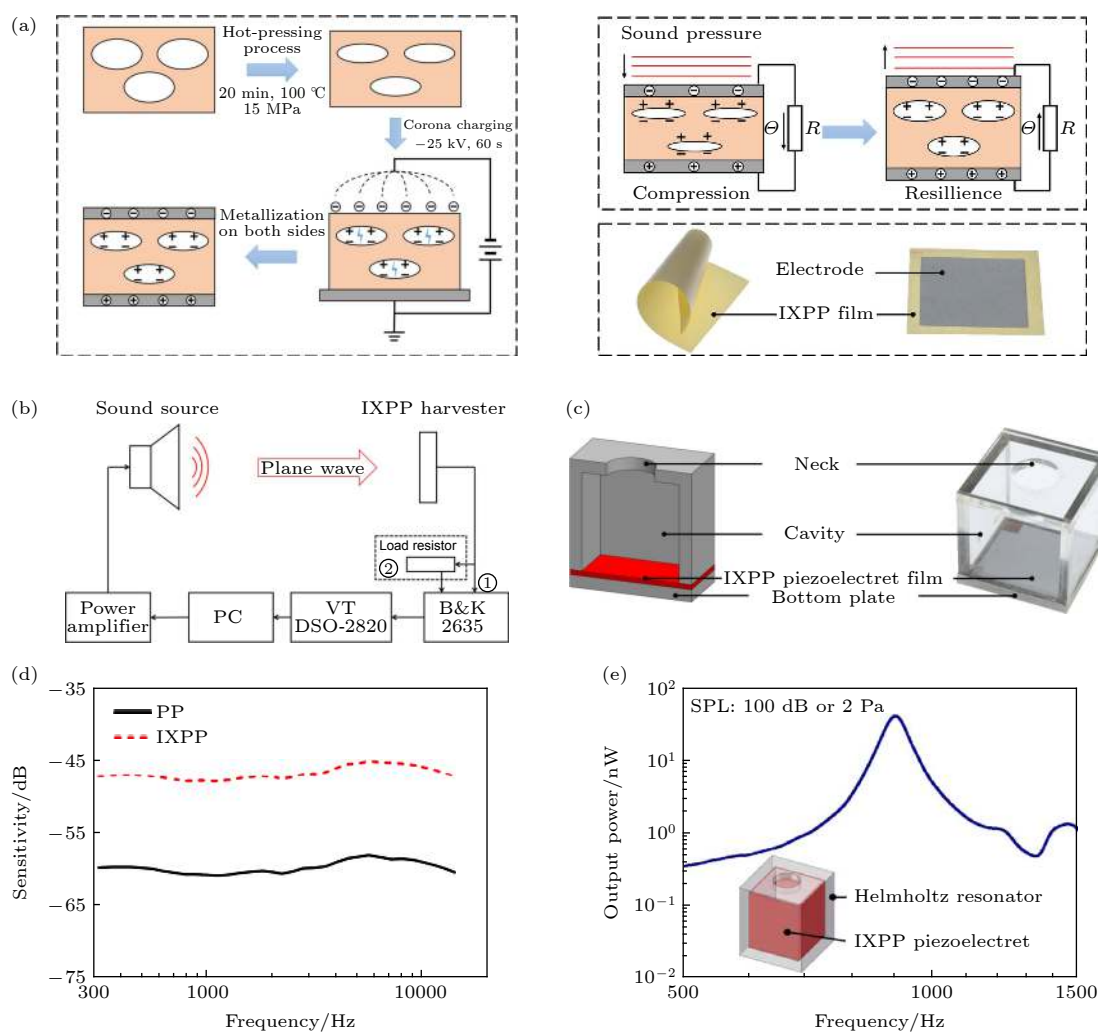 (a)
Hot-pressing
process
20 min, 100 ℃
15 MPa
Corona charging
−25 kV, 60 s
Metallization
on both sides
Sound pressure
Θ
R
Θ
R
Compression
Resillience
Electrode
IXPP film
(b)
Sound source
IXPP harvester
Plane wave
Load resistor
②
①
Power
amplifier
PC
VT
DSO-2820
B&K
2635
(c)
Neck
Cavity
IXPP piezoelectret film
Bottom plate
(d)
−35
−45
−55
−65
−75
Sensitivity/dB
PP
IXPP
300
1000
10000
Frequency/Hz
(e)
SPL: 100 dB or 2 Pa
10²
10¹
10⁰
10⁻¹
10⁻²
Output power/nW
Helmholtz resonator
IXPP piezoelectret
500
1000
1500
Frequency/Hz